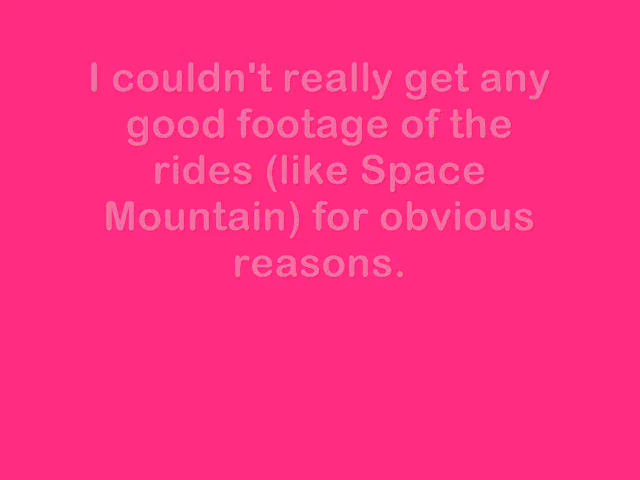 I couldn't really get any
good footage of the
rides (like Space
Mountain) for obvious
reasons.